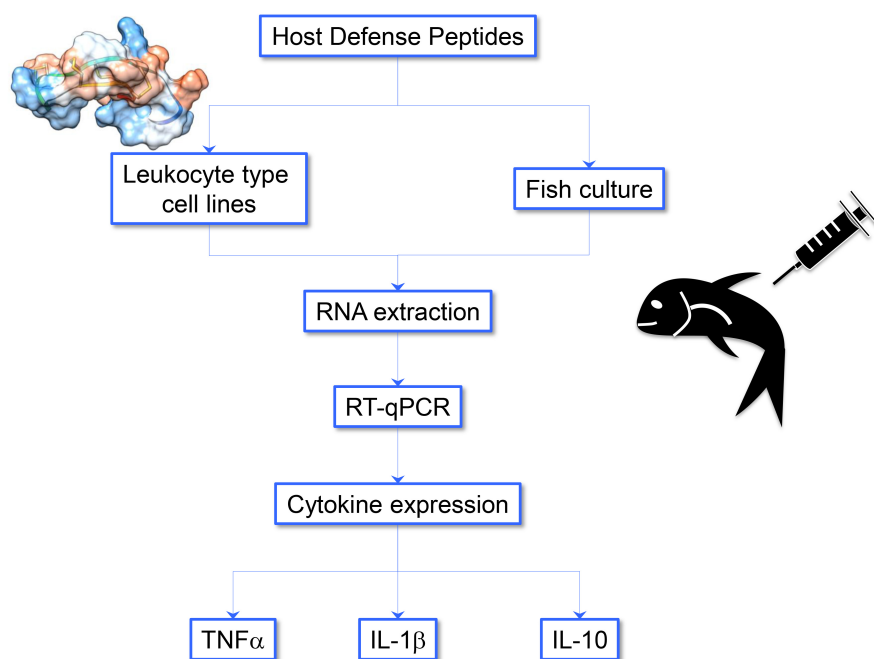 Host Defense Peptides
Leukocyte type
cell lines
Fish culture
RNA extraction
RT-qPCR
Cytokine expression
TNFα
IL-1β
IL-10